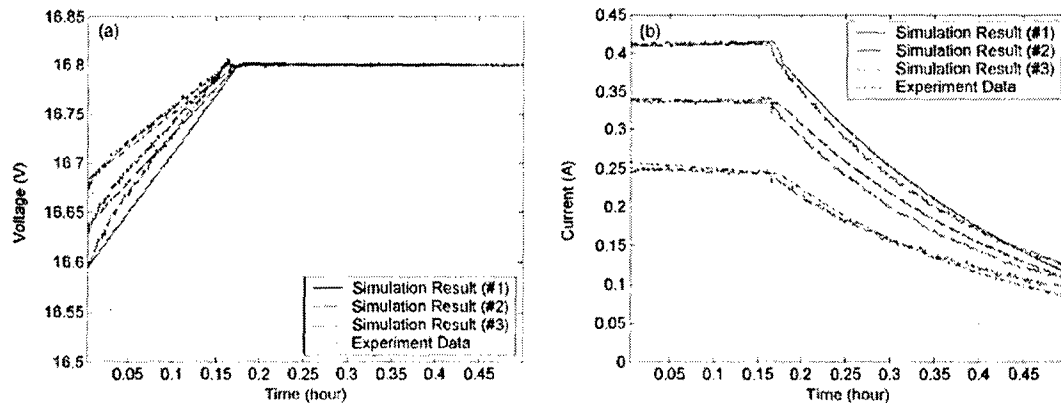 (a)
16.85
16.8
16.75
16.7
16.65
16.6
16.55
16.5
Voltage (V)
0.05
0.1
0.15
0.2
0.25
0.3
0.35
0.4
0.45
Time (hour)
Simulation Result (#1)
Simulation Result (#2)
Simulation Result (#3)
Experiment Data
(b)
0.45
0.4
0.35
0.3
0.25
0.2
0.15
0.1
0.05
0
Current (A)
0.05
0.1
0.15
0.2
0.25
0.3
0.35
0.4
0.45
Time (hour)
Simulation Result (#1)
Simulation Result (#2)
Simulation Result (#3)
Experiment Data